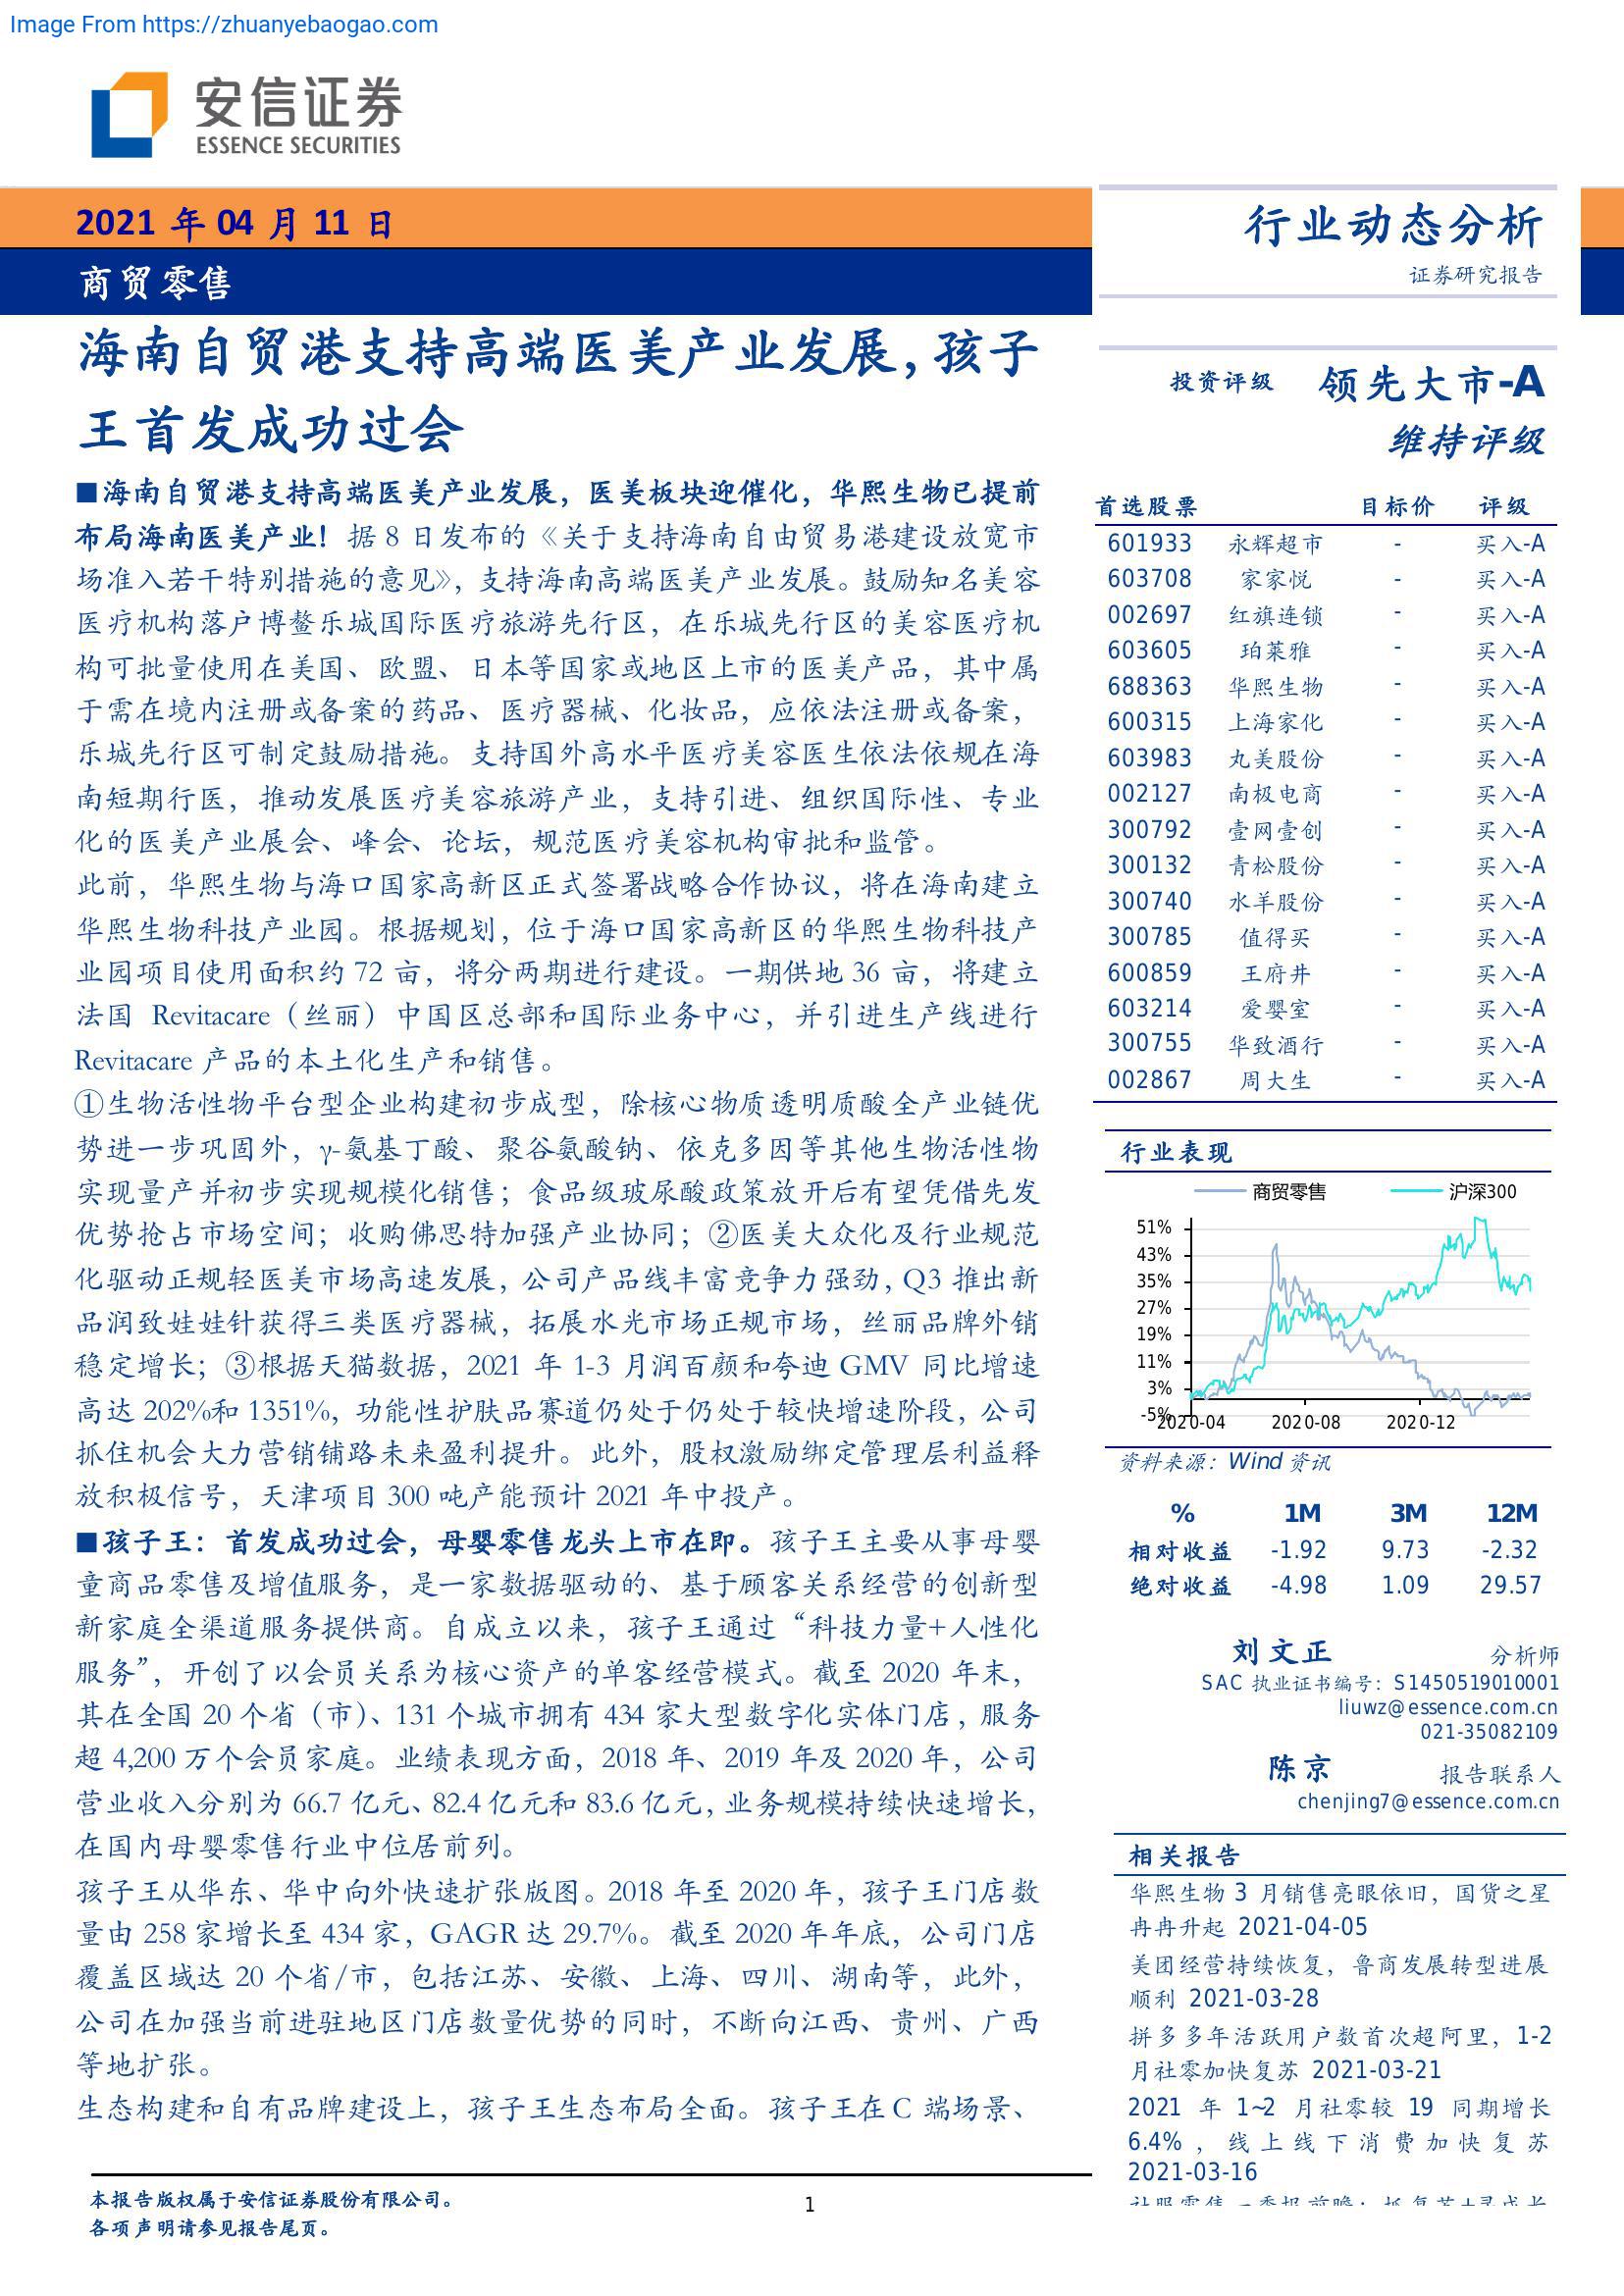 Image From https://zhuanyebaogao.com
安信证券
ESSENCE SECURITIES
2021 年 04 月 11 日
商贸零售
海南自贸港支持高端医美产业发展，孩子
王首发成功过会
■海南自贸港支持高端医美产业发展，医美板块迎催化，华熙生物已提前
布局海南医美产业！据 8 日发布的《关于支持海南自由贸易港建设放宽市
场准入若干特别措施的意见》，支持海南高端医美产业发展。鼓励知名美容
医疗机构落户博鳌乐城国际医疗旅游先行区，在乐城先行区的美容医疗机
构可批量使用在美国、欧盟、日本等国家或地区上市的医美产品，其中属
于需在境内注册或备案的药品、医疗器械、化妆品，应依法注册或备案，
乐城先行区可制定鼓励措施。支持国外高水平医疗美容医生依法依规在海
南短期行医，推动发展医疗美容旅游产业，支持引进、组织国际性、专业
化的医美产业展会、峰会、论坛，规范医疗美容机构审批和监管。
此前，华熙生物与海口国家高新区正式签署战略合作协议，将在海南建立
华熙生物科技产业园。根据规划，位于海口国家高新区的华熙生物科技产
业园项目使用面积约 72 亩，将分两期进行建设。一期供地 36 亩，将建立
法国 Revitacare（丝丽）中国区总部和国际业务中心，并引进生产线进行
Revitacare 产品的本土化生产和销售。
①生物活性物平台型企业构建初步成型，除核心物质透明质酸全产业链优
势进一步巩固外，γ-氨基丁酸、聚谷氨酸钠、依克多因等其他生物活性物
实现量产并初步实现规模化销售；食品级玻尿酸政策放开后有望凭借先发
优势抢占市场空间；收购佛思特加强产业协同；②医美大众化及行业规范
化驱动正规轻医美市场高速发展，公司产品线丰富竞争力强劲，Q3 推出新
品润致娃娃针获得三类医疗器械，拓展水光市场正规市场，丝丽品牌外销
稳定增长；③根据天猫数据，2021 年 1-3 月润百颜和夸迪 GMV 同比增速
高达 202%和 1351%，功能性护肤品赛道仍处于仍处于较快增速阶段，公司
抓住机会大力营销铺路未来盈利提升。此外，股权激励绑定管理层利益释
放积极信号，天津项目 300 吨产能预计 2021 年中投产。
■孩子王：首发成功过会，母婴零售龙头上市在即。孩子王主要从事母婴
童商品零售及增值服务，是一家数据驱动的、基于顾客关系经营的创新型
新家庭全渠道服务提供商。自成立以来，孩子王通过“科技力量+人性化
服务”，开创了以会员关系为核心资产的单客经营模式。截至 2020 年末，
其在全国 20 个省（市）、131 个城市拥有 434 家大型数字化实体门店，服务
超 4,200 万个会员家庭。业绩表现方面，2018 年、2019 年及 2020 年，公司
营业收入分别为 66.7 亿元、82.4 亿元和 83.6 亿元，业务规模持续快速增长，
在国内母婴零售行业中位居前列。
孩子王从华东、华中向外快速扩张版图。2018 年至 2020 年，孩子王门店数
量由 258 家增长至 434 家，GAGR 达 29.7%。截至 2020 年年底，公司门店
覆盖区域达 20 个省/市，包括江苏、安徽、上海、四川、湖南等，此外，
公司在加强当前进驻地区门店数量优势的同时，不断向江西、贵州、广西
等地扩张。
生态构建和自有品牌建设上，孩子王生态布局全面。孩子王在 C 端场景、
行业动态分析
证券研究报告
投资评级 领先大市-A
维持评级
首选股票 目标价 评级
601933 永辉超市 - 买入-A
603708 家家悦 - 买入-A
002697 红旗连锁 - 买入-A
603605 珀莱雅 - 买入-A
688363 华熙生物 - 买入-A
600315 上海家化 - 买入-A
603983 丸美股份 - 买入-A
002127 南极电商 - 买入-A
300792 壹网壹创 - 买入-A
300132 青松股份 - 买入-A
300740 水羊股份 - 买入-A
300785 值得买 - 买入-A
600859 王府井 - 买入-A
603214 爱婴室 - 买入-A
300755 华致酒行 - 买入-A
002867 周大生 - 买入-A
行业表现
商贸零售 沪深300
51%
43%
35%
27%
19%
11%
3%
-5%
2020-04 2020-08 2020-12
资料来源：Wind 资讯
% 1M 3M 12M
相对收益 -1.92 9.73 -2.32
绝对收益 -4.98 1.09 29.57
刘文正 分析师
SAC 执业证书编号：S1450519010001
liuwz@essence.com.cn
021-35082109
陈京 报告联系人
chenjing7@essence.com.cn
相关报告
华熙生物 3 月销售亮眼依旧，国货之星
冉冉升起 2021-04-05
美团经营持续恢复，鲁商发展转型进展
顺利 2021-03-28
拼多多年活跃用户数首次超阿里，1-2
月社零加快复苏 2021-03-21
2021 年 1~2 月社零较 19 同期增长
6.4%，线上线下消费加快复苏
2021-03-16
本报告版权属于安信证券股份有限公司。
各项声明请参见报告尾页。
1